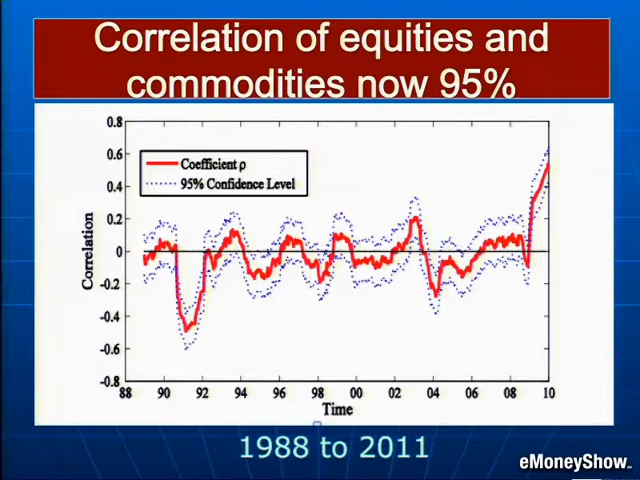 Correlation of equities and
commodities now 95%
0.8
0.6
0.4
0.2
0
-0.2
-0.4
-0.6
-0.8
Correlation
Coefficient ρ
95% Confidence Level
88 90 92 94 96 98 00 02 04 06 08 10
Time
1988 to 2011
eMoneyShow